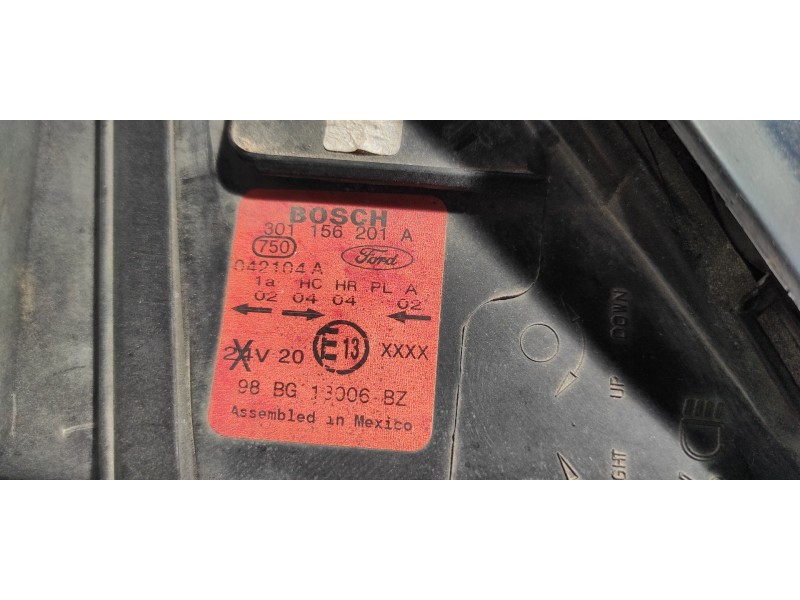 BOSCH
301 156 201 A
750 Ford
042104 A
1a HC HR PL A
02 04 04 02
24V 20 E 13 XXXX
98 BG 13006 BZ
Assembled in Mexico
UP DOWN